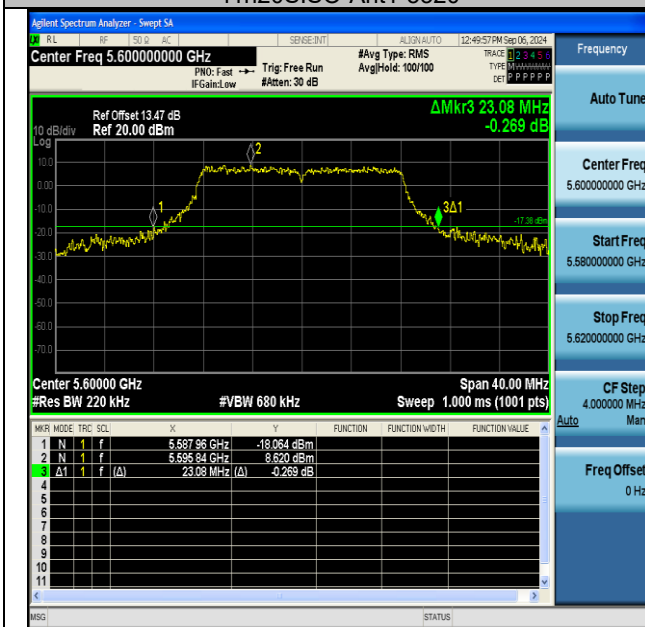 Agilent Spectrum Analyzer - Swept SA
RL RF 50 Ω AC SENSE:INT ALIGN AUTO 12:49:57 PM Sep 06, 2024
Center Freq 5.600000000 GHz
PNO: Fast
IFGain:Low
Trig: Free Run
#Atten: 30 dB
#Avg Type: RMS
Avg|Hold: 100/100
TRACE 1 2 3 4 5 6
TYPE
DET P P P P P P
Ref Offset 13.47 dB
10 dB/div Ref 20.00 dBm
Log
ΔMkr3 23.08 MHz
-0.269 dB
10.0
0.00
-10.0
-20.0
-30.0
-40.0
-50.0
-60.0
-70.0
1
2
3Δ1
-17.38 dBm
Center 5.60000 GHz Span 40.00 MHz
#Res BW 220 kHz #VBW 680 kHz Sweep 1.000 ms (1001 pts)
MKR MODE TRC SCL X Y FUNCTION FUNCTION WIDTH FUNCTION VALUE
1 N 1 f 5.587 96 GHz -18.064 dBm
2 N 1 f 5.595 84 GHz 8.620 dBm
3 Δ1 1 f (Δ) 23.08 MHz (Δ) -0.269 dB
4
5
6
7
8
9
10
11
MSG STATUS
Frequency
Auto Tune
Center Freq
5.600000000 GHz
Start Freq
5.580000000 GHz
Stop Freq
5.620000000 GHz
CF Step
4.000000 MHz
Auto Man
Freq Offset
0 Hz